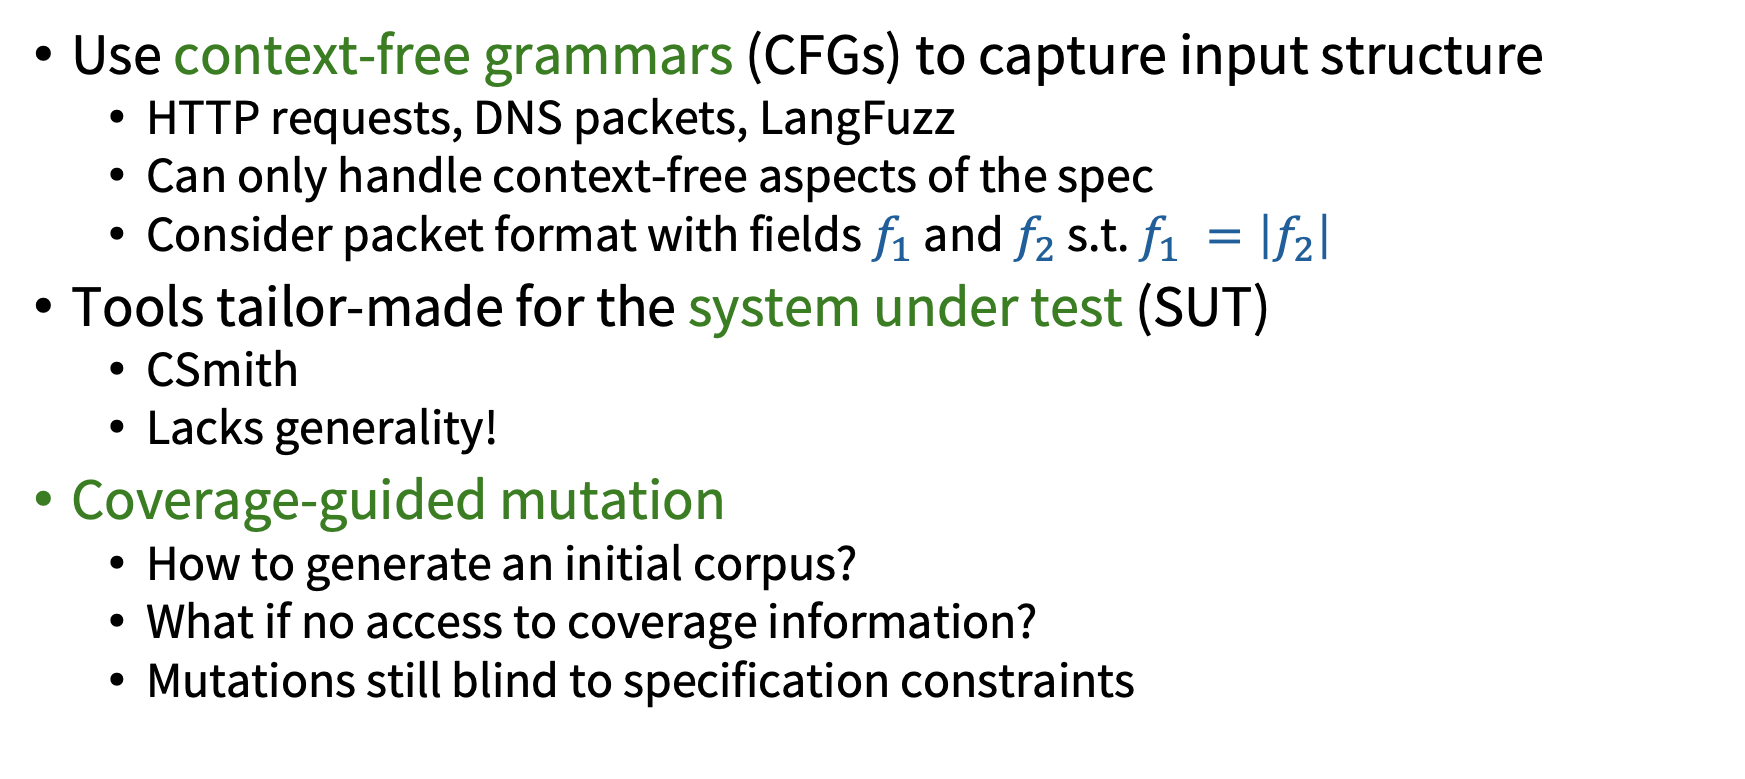 • Use context-free grammars (CFGs) to capture input structure
• HTTP requests, DNS packets, LangFuzz
• Can only handle context-free aspects of the spec
• Consider packet format with fields f₁ and f₂ s.t. f₁ = |f₂|
• Tools tailor-made for the system under test (SUT)
• CSmith
• Lacks generality!
• Coverage-guided mutation
• How to generate an initial corpus?
• What if no access to coverage information?
• Mutations still blind to specification constraints